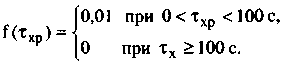 f(τхр) = {0,01 при 0 < τхр < 100 с,
0 при τх ≥ 100 с.